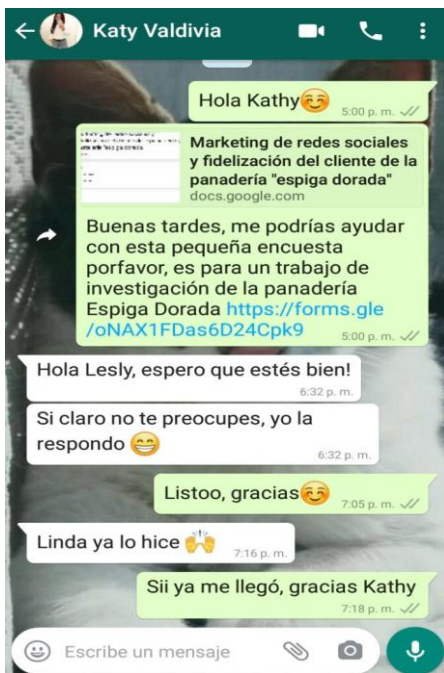 Katy Valdivia
Hola Kathy😊
5:00 p. m.
Marketing de redes sociales
y fidelización del cliente de la
panadería "espiga dorada"
docs.google.com
Buenas tardes, me podrías ayudar
con esta pequeña encuesta
porfavor, es para un trabajo de
investigación de la panadería
Espiga Dorada https://forms.gle
/oNAX1FDas6D24Cpk9
5:00 p. m.
Hola Lesly, espero que estés bien!
6:32 p. m.
Si claro no te preocupes, yo la
respondo 😁
6:32 p. m.
Listoo, gracias😊
7:05 p. m.
Linda ya lo hice 🙌
7:16 p. m.
Sii ya me llegó, gracias Kathy
7:18 p. m.
Escribe un mensaje